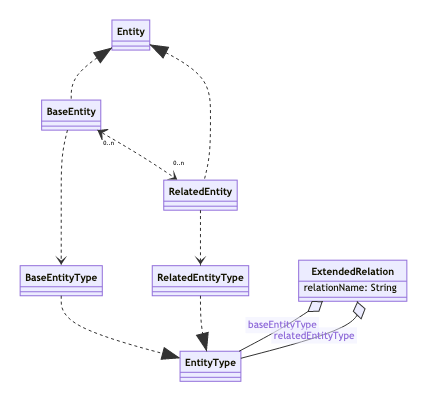 Entity
BaseEntity
0..n
0..n
RelatedEntity
BaseEntityType
RelatedEntityType
ExtendedRelation
relationName: String
baseEntityType
relatedEntityType
EntityType